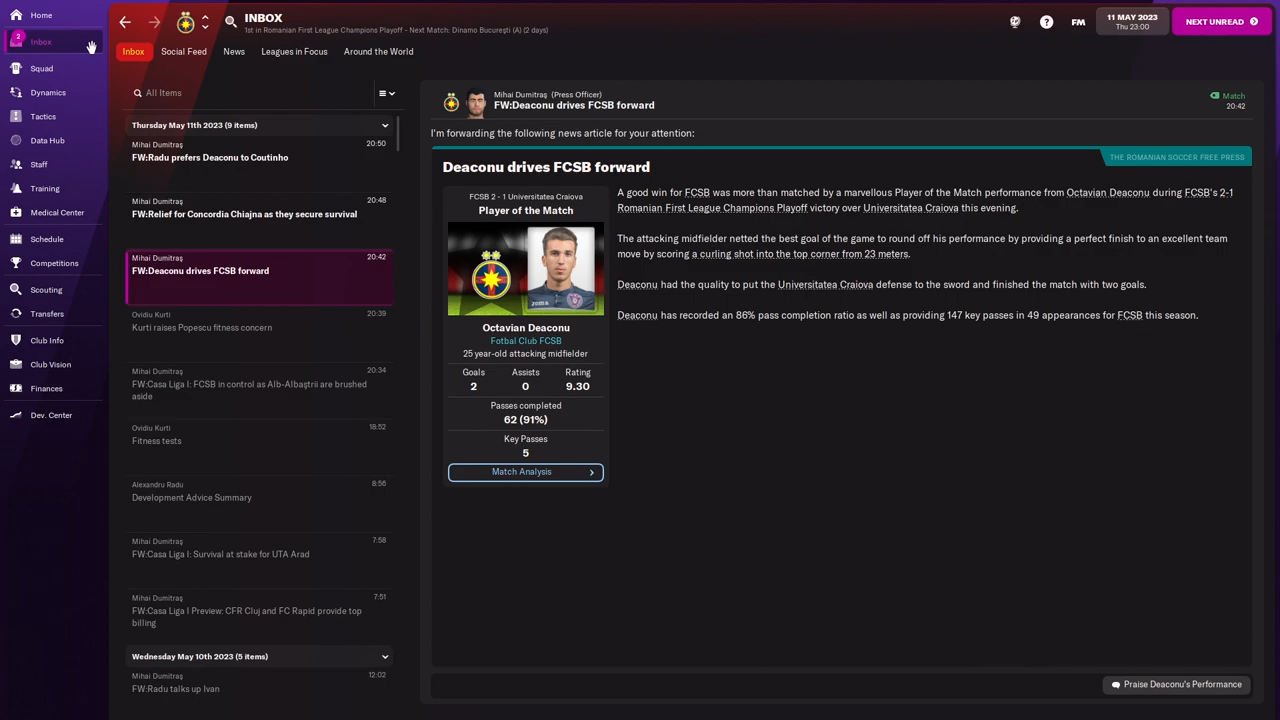 Home
INBOX
1st in Romanian First League Champions Playoff - Next Match: Dinamo București (A) (2 days)
FM
11 MAY 2023
Thu 23:00
NEXT UNREAD
2
Inbox
Squad
Dynamics
Tactics
Data Hub
Staff
Training
Medical Center
Schedule
Competitions
Scouting
Transfers
Club Info
Club Vision
Finances
Dev. Center
Inbox
Social Feed
News
Leagues in Focus
Around the World
All Items
Thursday May 11th 2023 (9 items)
Mihai Dumitraș
20:50
FW:Radu prefers Deaconu to Coutinho
Mihai Dumitraș
20:48
FW:Relief for Concordia Chiajna as they secure survival
Mihai Dumitraș
20:42
FW:Deaconu drives FCSB forward
Ovidiu Kurti
20:39
Kurti raises Popescu fitness concern
Mihai Dumitraș
20:34
FW:Casa Liga I: FCSB in control as Alb-Albaștrii are brushed
aside
Ovidiu Kurti
18:52
Fitness tests
Alexandru Radu
8:56
Development Advice Summary
Mihai Dumitraș
7:58
FW:Casa Liga I: Survival at stake for UTA Arad
Mihai Dumitraș
7:51
FW:Casa Liga I Preview: CFR Cluj and FC Rapid provide top
billing
Wednesday May 10th 2023 (5 items)
Mihai Dumitraș
12:02
FW:Radu talks up Ivan
Mihai Dumitraș (Press Officer)
FW:Deaconu drives FCSB forward
Match
20:42
I'm forwarding the following news article for your attention:
THE ROMANIAN SOCCER FREE PRESS
Deaconu drives FCSB forward
FCSB 2 - 1 Universitatea Craiova
Player of the Match
Octavian Deaconu
Fotbal Club FCSB
25 year-old attacking midfielder
Goals
Assists
Rating
2
0
9.30
Passes completed
62 (91%)
Key Passes
5
Match Analysis
A good win for FCSB was more than matched by a marvellous Player of the Match performance from Octavian Deaconu during FCSB's 2-1
Romanian First League Champions Playoff victory over Universitatea Craiova this evening.
The attacking midfielder netted the best goal of the game to round off his performance by providing a perfect finish to an excellent team
move by scoring a curling shot into the top corner from 23 meters.
Deaconu had the quality to put the Universitatea Craiova defense to the sword and finished the match with two goals.
Deaconu has recorded an 86% pass completion ratio as well as providing 147 key passes in 49 appearances for FCSB this season.
Praise Deaconu's Performance